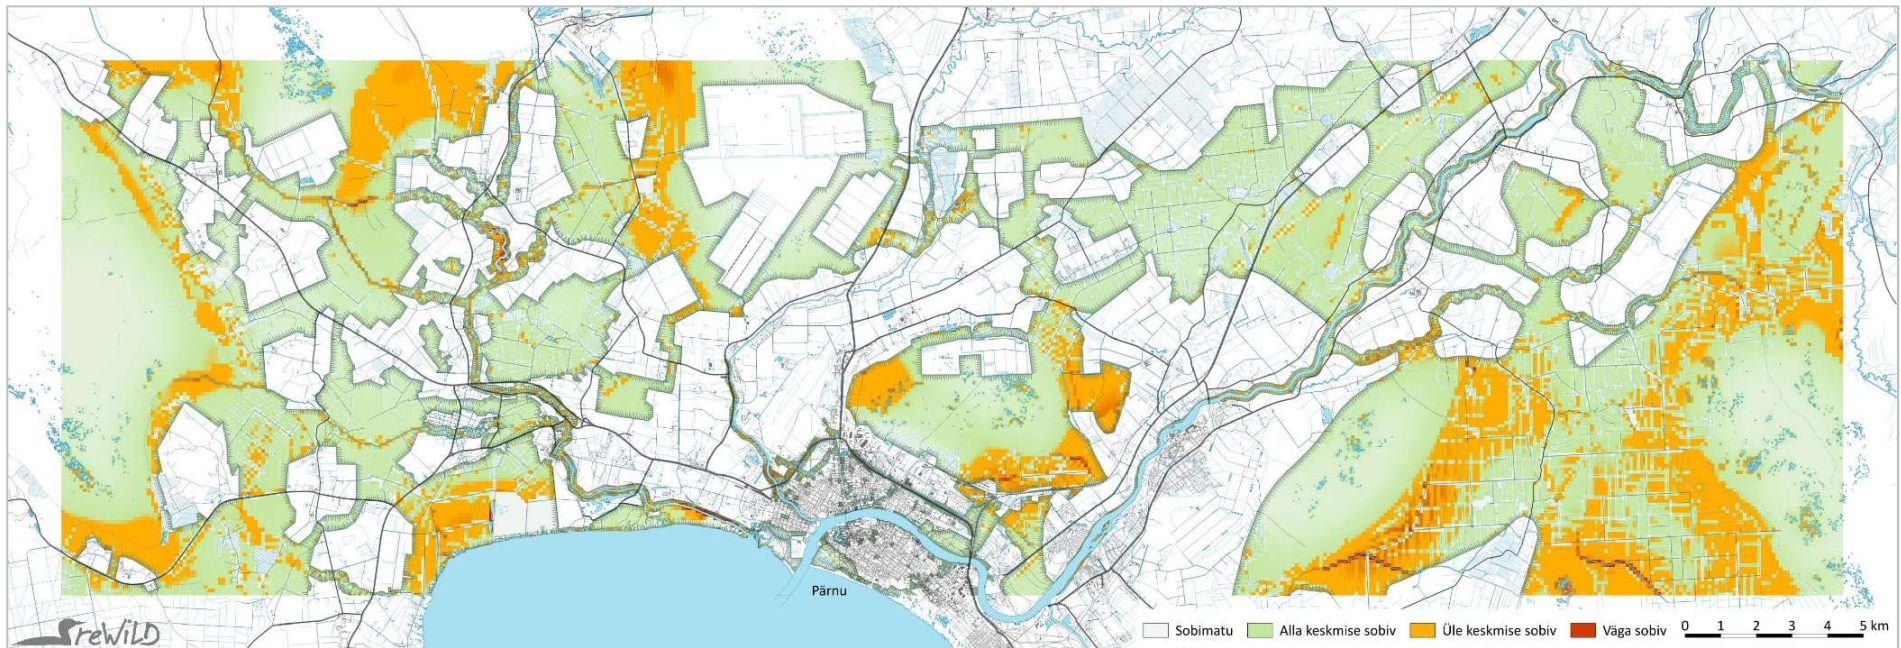 Pärnu
Sobimatu Alla keskmise sobiv Üle keskmise sobiv Väga sobiv 0 1 2 3 4 5 km
reWiLD